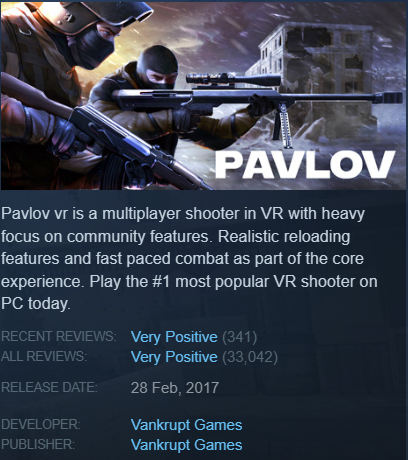 PAVLOV
Pavlov vr is a multiplayer shooter in VR with heavy
focus on community features. Realistic reloading
features and fast paced combat as part of the core
experience. Play the #1 most popular VR shooter on
PC today.
RECENT REVIEWS: Very Positive (341)
ALL REVIEWS: Very Positive (33,042)
RELEASE DATE: 28 Feb, 2017
DEVELOPER: Vankrupt Games
PUBLISHER: Vankrupt Games